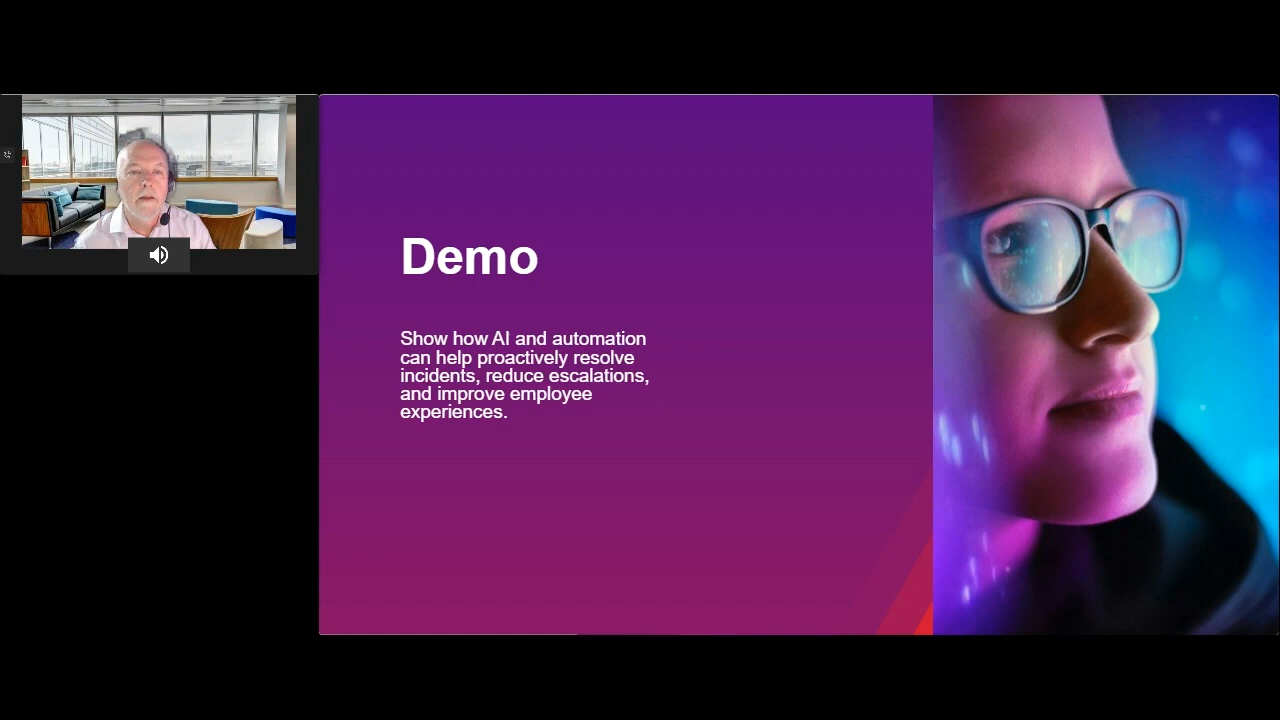 Demo
Show how AI and automation
can help proactively resolve
incidents, reduce escalations,
and improve employee
experiences.